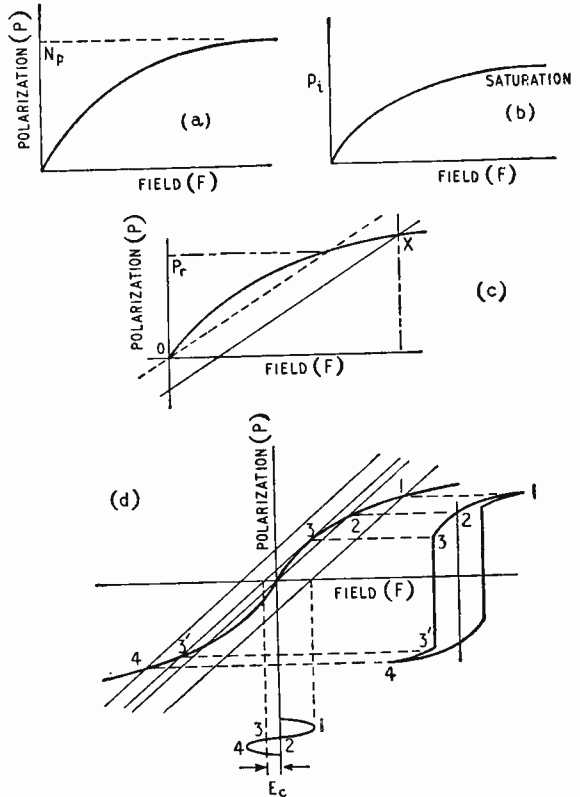 POLARIZATION (P)
Np
(a)
FIELD (F)
Pi
SATURATION
(b)
FIELD (F)
POLARIZATION (P)
Pr
X
(c)
O
FIELD (F)
(d)
POLARIZATION (P)
1
1
2
2
3
3
FIELD (F)
3'
3'
4
4
3
1
4
2
Ec